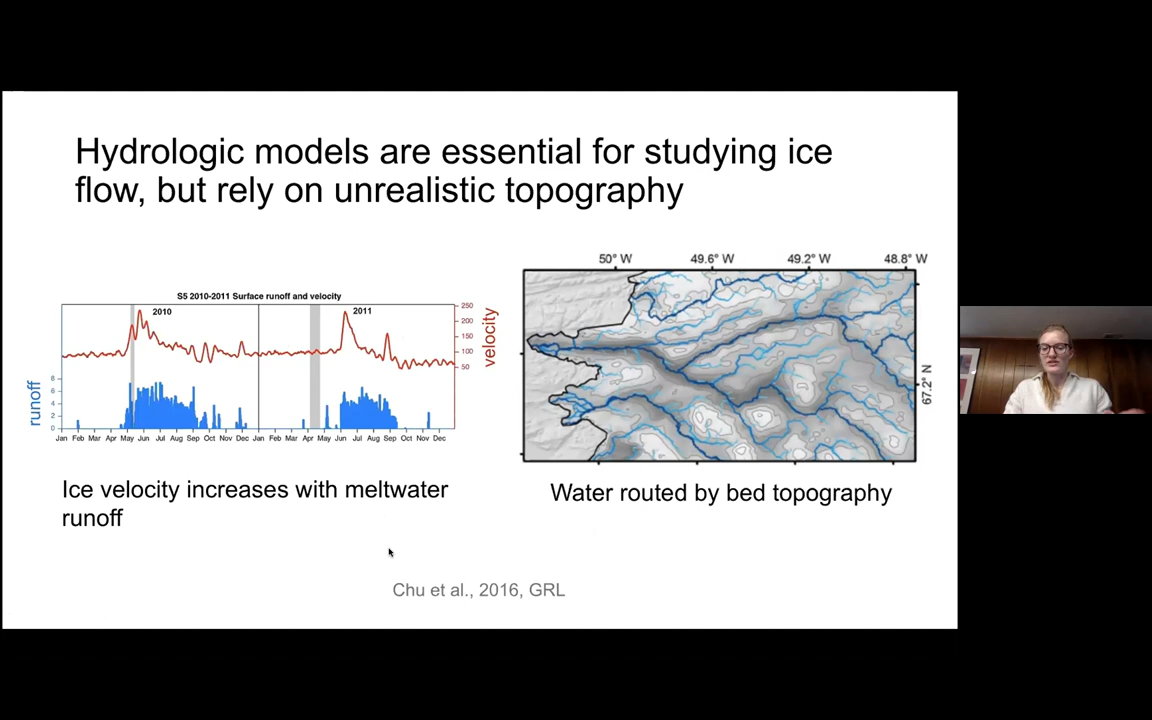 Hydrologic models are essential for studying ice
flow, but rely on unrealistic topography
S5 2010-2011 Surface runoff and velocity
2010
2011
250
200
150
100
50
velocity
runoff
8
6
4
2
0
Jan Feb Mar Apr May Jun Jul Aug Sep Oct Nov Dec Jan Feb Mar Apr May Jun Jul Aug Sep Oct Nov Dec
50° W 49.6° W 49.2° W 48.8° W
67.2° N
Ice velocity increases with meltwater
runoff
Water routed by bed topography
Chu et al., 2016, GRL